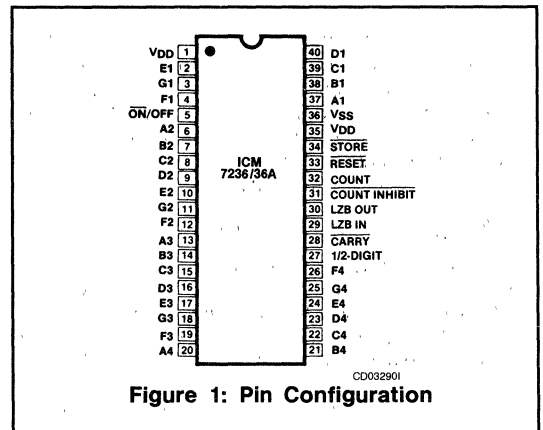 VDD 1 40 D1
E1 2 39 C1
G1 3 38 B1
F1 4 37 A1
ON/OFF 5 36 VSS
A2 6 35 VDD
B2 7 34 STORE
C2 8 33 RESET
D2 9 32 COUNT
E2 10 31 COUNT INHIBIT
G2 11 30 LZB OUT
F2 12 29 LZB IN
A3 13 28 CARRY
B3 14 27 1/2-DIGIT
C3 15 26 F4
D3 16 25 G4
E3 17 24 E4
G3 18 23 D4
F3 19 22 C4
A4 20 21 B4
ICM
7236/36A
CD03290I
Figure 1: Pin Configuration